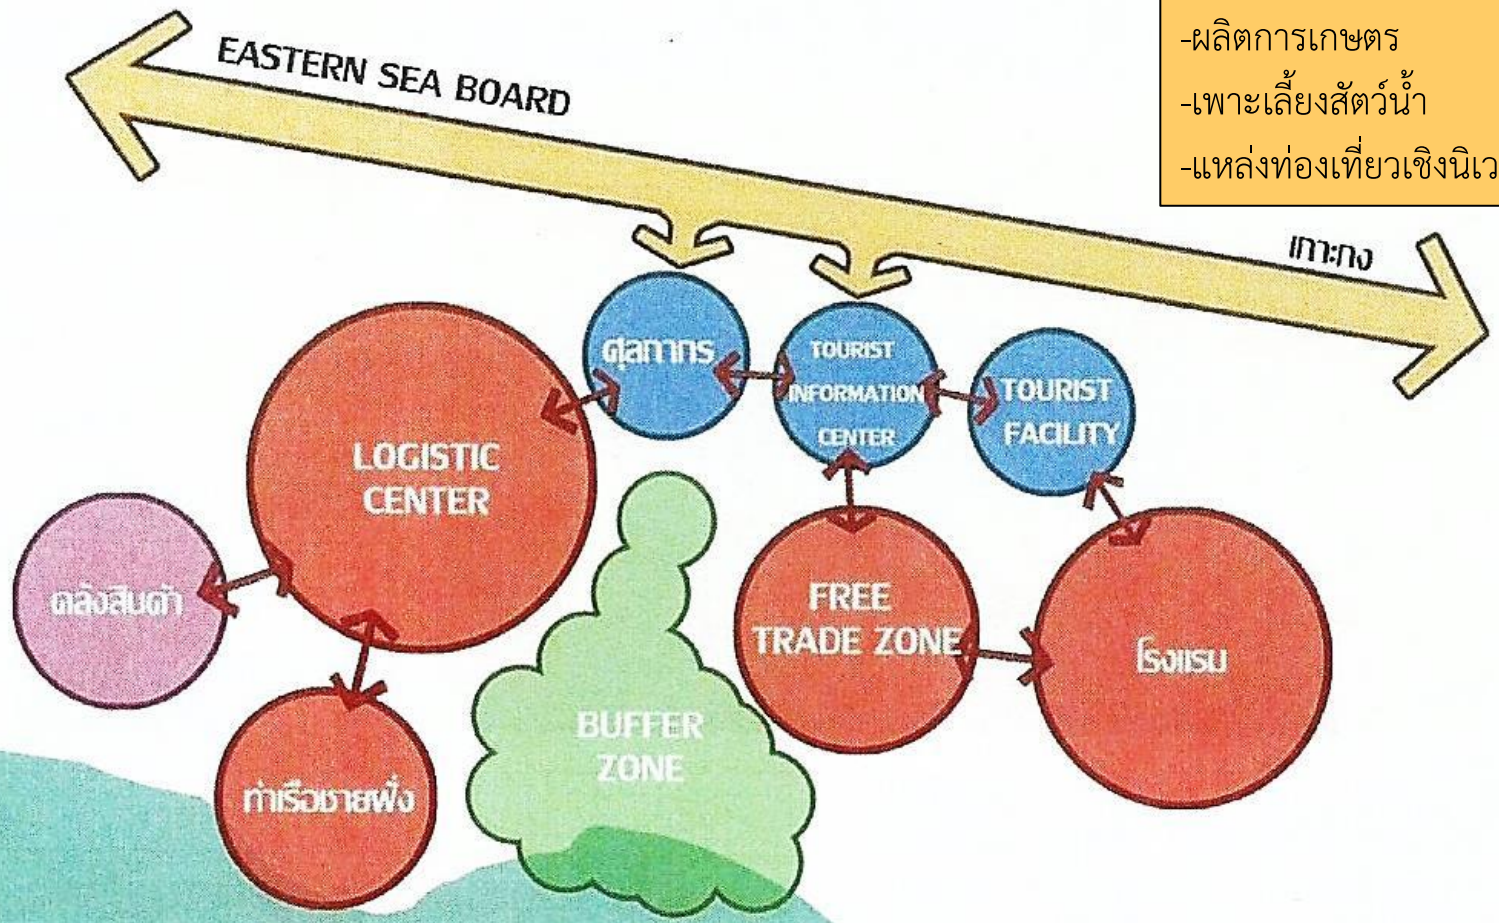 -ผลิตการเกษตร
-เพาะเลี้ยงสัตว์น้ำ
-แหล่งท่องเที่ยวเชิงนิเว
EASTERN SEA BOARD
เกาะกง
ศุลกากร
TOURIST
INFORMATION
CENTER
TOURIST
FACILITY
LOGISTIC
CENTER
คลังสินค้า
FREE
TRADE ZONE
โรงแรม
BUFFER
ZONE
ท่าเรือชายฝั่ง